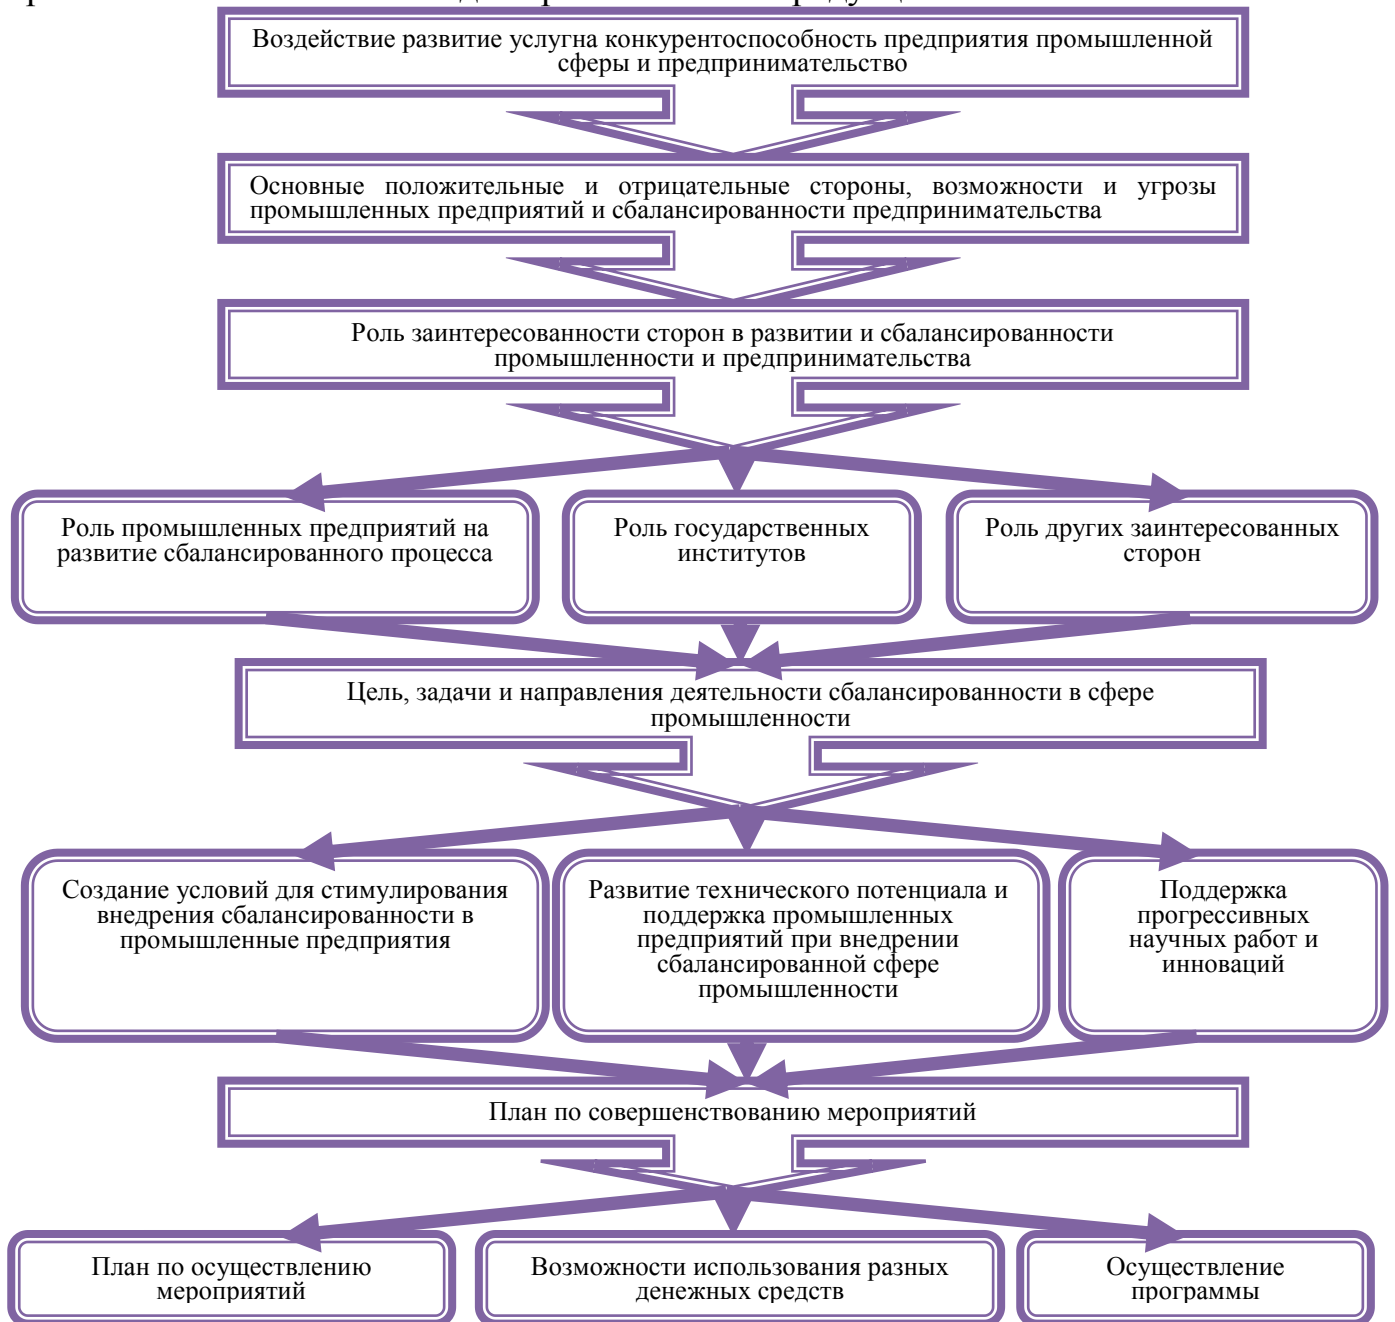 Воздействие развитие услугна конкурентоспособность предприятия промышленной
сферы и предпринимательство
Основные положительные и отрицательные стороны, возможности и угрозы
промышленных предприятий и сбалансированности предпринимательства
Роль заинтересованности сторон в развитии и сбалансированности
промышленности и предпринимательства
Роль промышленных предприятий на
развитие сбалансированного процесса
Роль государственных
институтов
Роль других заинтересованных
сторон
Цель, задачи и направления деятельности сбалансированности в сфере
промышленности
Создание условий для стимулирования
внедрения сбалансированности в
промышленные предприятия
Развитие технического потенциала и
поддержка промышленных
предприятий при внедрении
сбалансированной сфере
промышленности
Поддержка
прогрессивных
научных работ и
инноваций
План по совершенствованию мероприятий
План по осуществлению
мероприятий
Возможности использования разных
денежных средств
Осуществление
программы